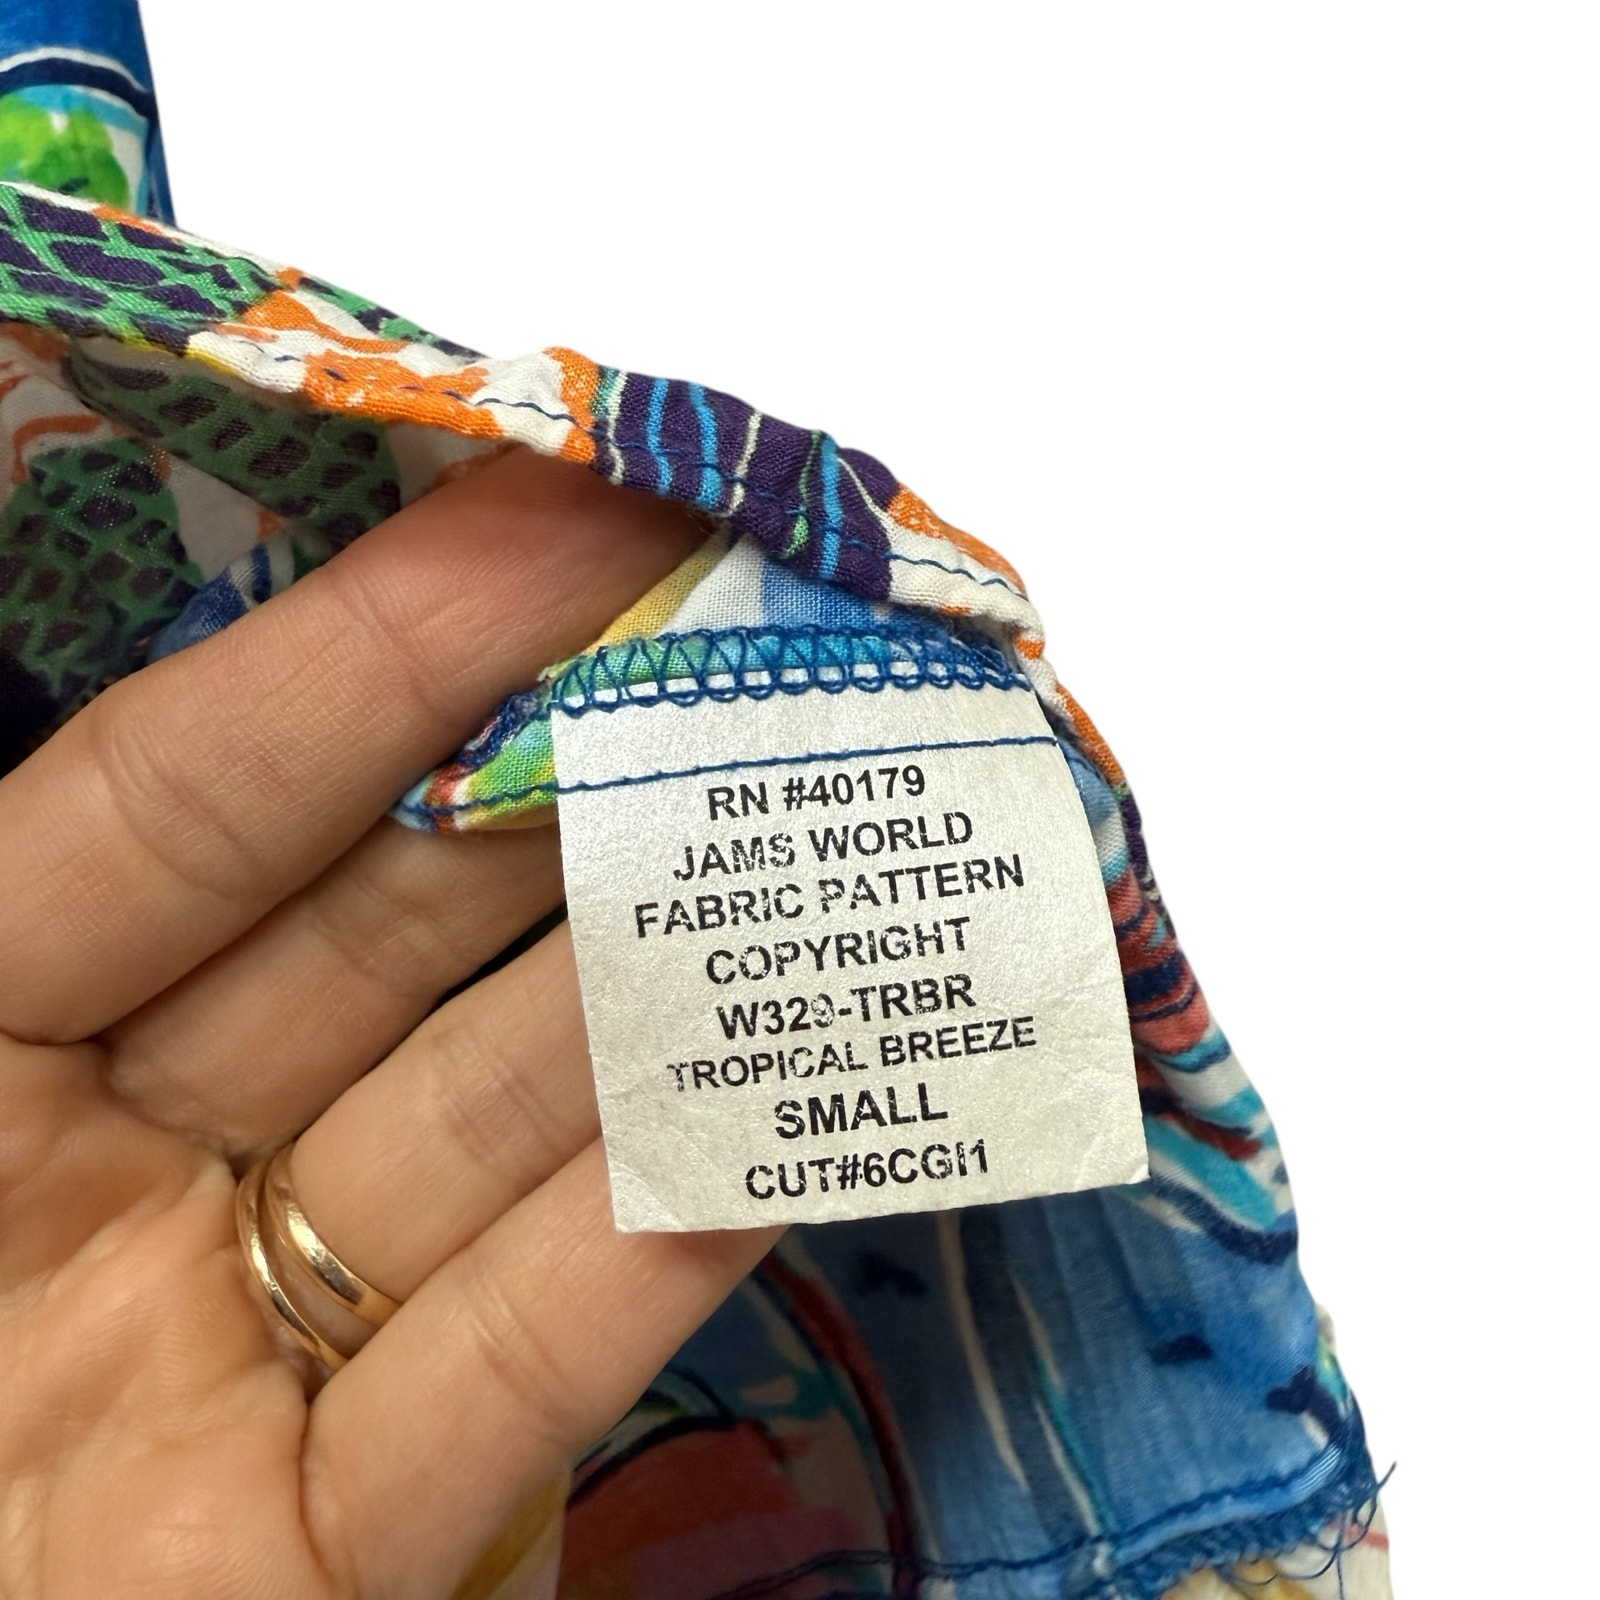 RN #40179
JAMS WORLD
FABRIC PATTERN
COPYRIGHT
W329-TRBR
TROPICAL BREEZE
SMALL
CUT#6CGI1